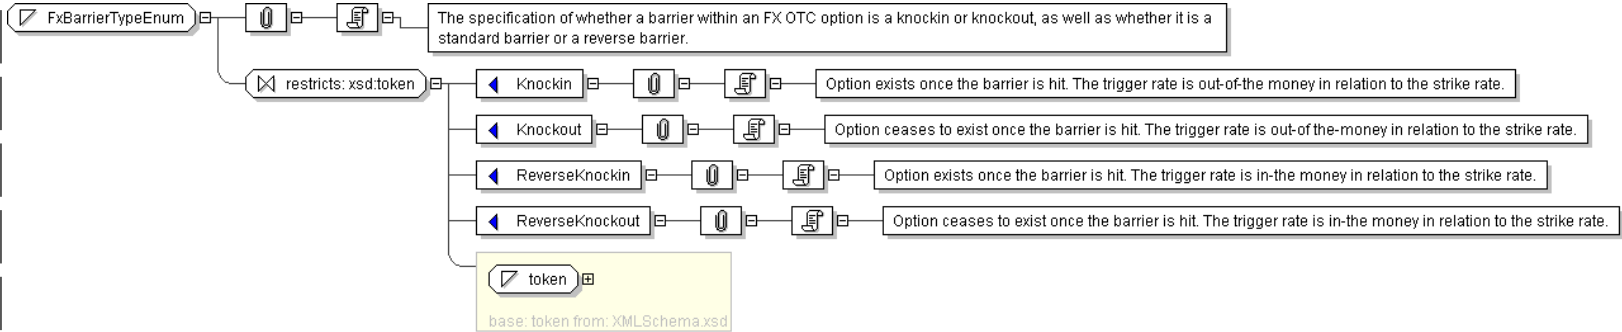 FxBarrierTypeEnum
The specification of whether a barrier within an FX OTC option is a knockin or knockout, as well as whether it is a
standard barrier or a reverse barrier.
restricts: xsd:token
Knockin
Option exists once the barrier is hit. The trigger rate is out-of-the money in relation to the strike rate.
Knockout
Option ceases to exist once the barrier is hit. The trigger rate is out-of the-money in relation to the strike rate.
ReverseKnockin
Option exists once the barrier is hit. The trigger rate is in-the money in relation to the strike rate.
ReverseKnockout
Option ceases to exist once the barrier is hit. The trigger rate is in-the money in relation to the strike rate.
token
base: token from: XMLSchema.xsd